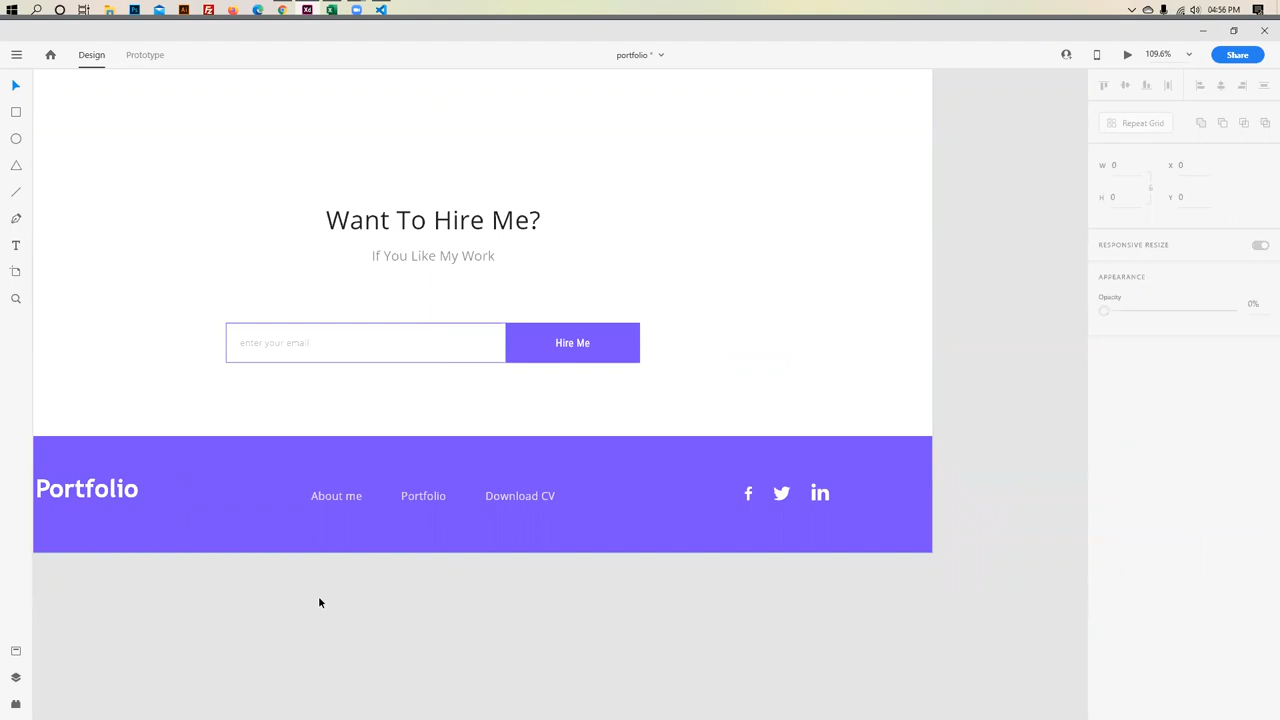 04:56 PM
Design Prototype
portfolio *
109.6%
Share
Repeat Grid
W 0 X 0
H 0 Y 0
RESPONSIVE RESIZE
APPEARANCE
Opacity
0%
Want To Hire Me?
If You Like My Work
enter your email
Hire Me
Portfolio
About me Portfolio Download CV